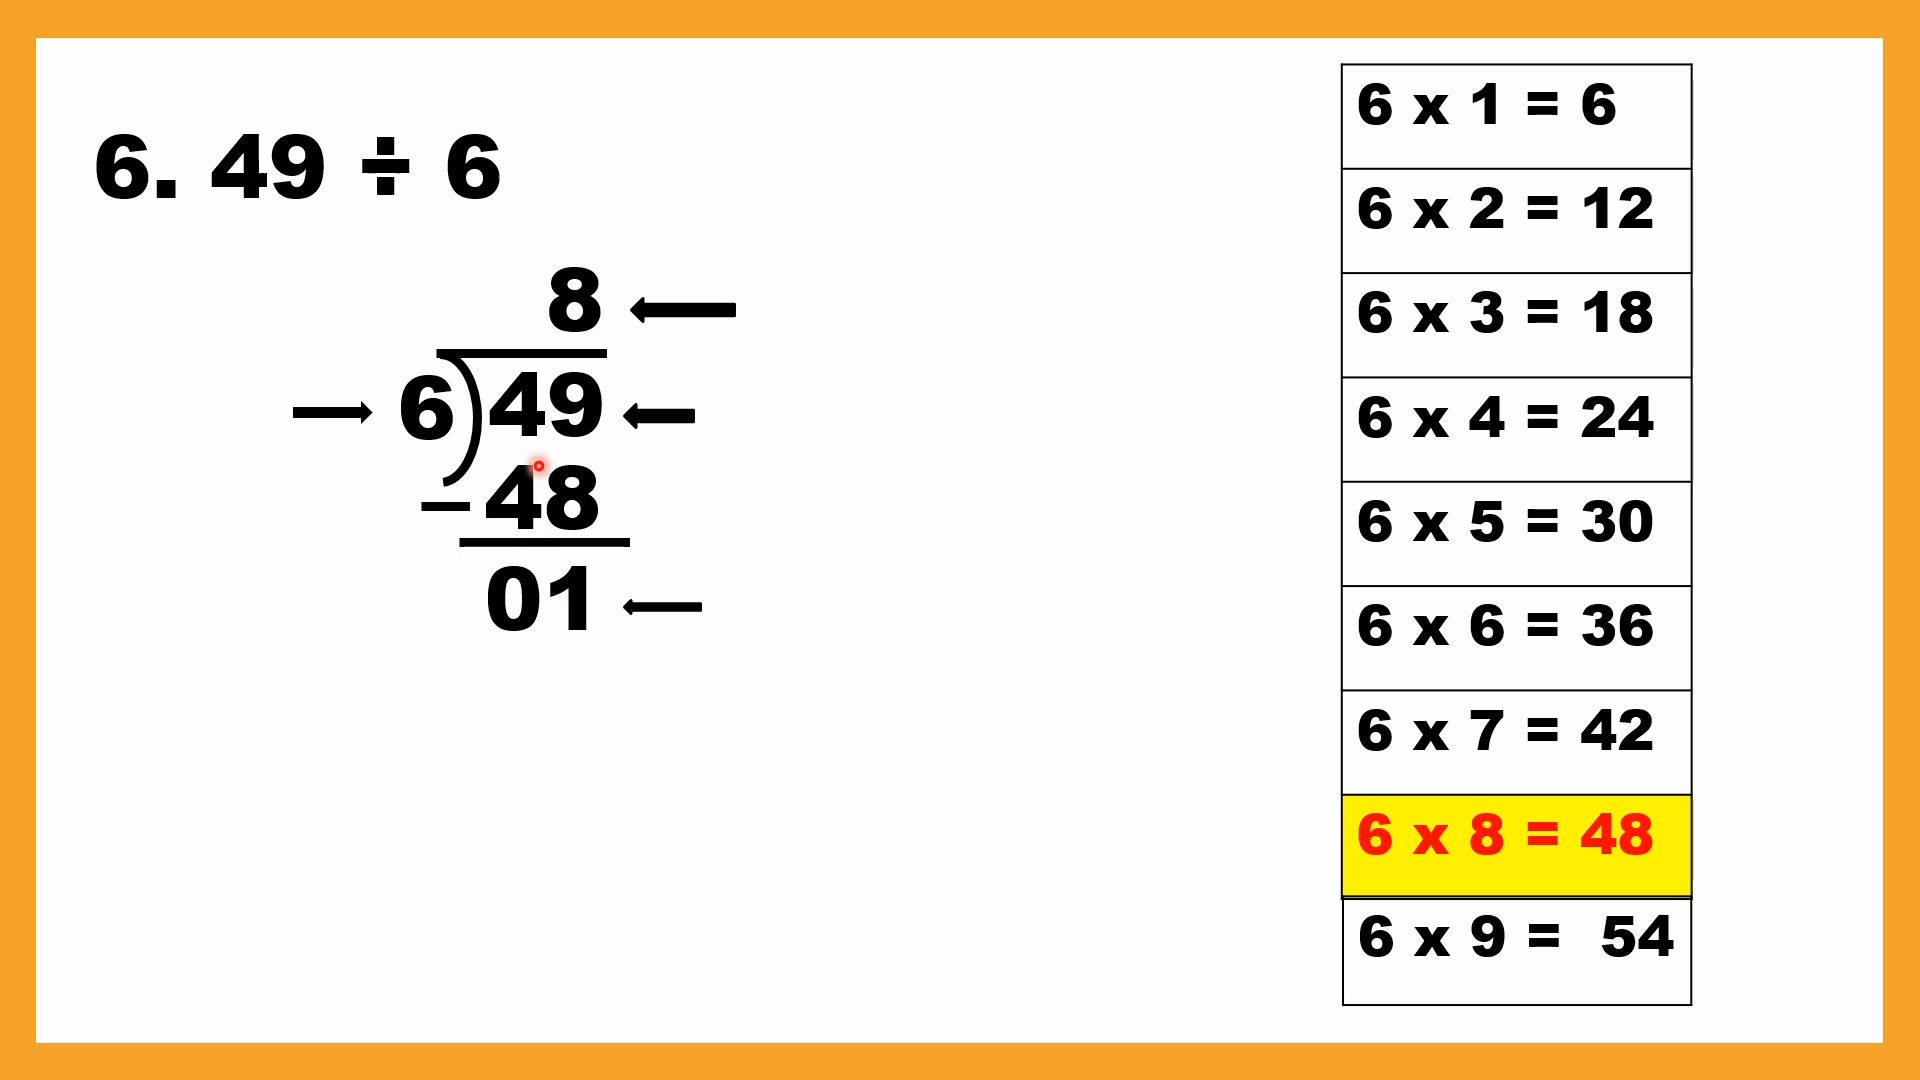 6. 49 ÷ 6
8
6)49
-48
01
6 x 1 = 6
6 x 2 = 12
6 x 3 = 18
6 x 4 = 24
6 x 5 = 30
6 x 6 = 36
6 x 7 = 42
6 x 8 = 48
6 x 9 = 54